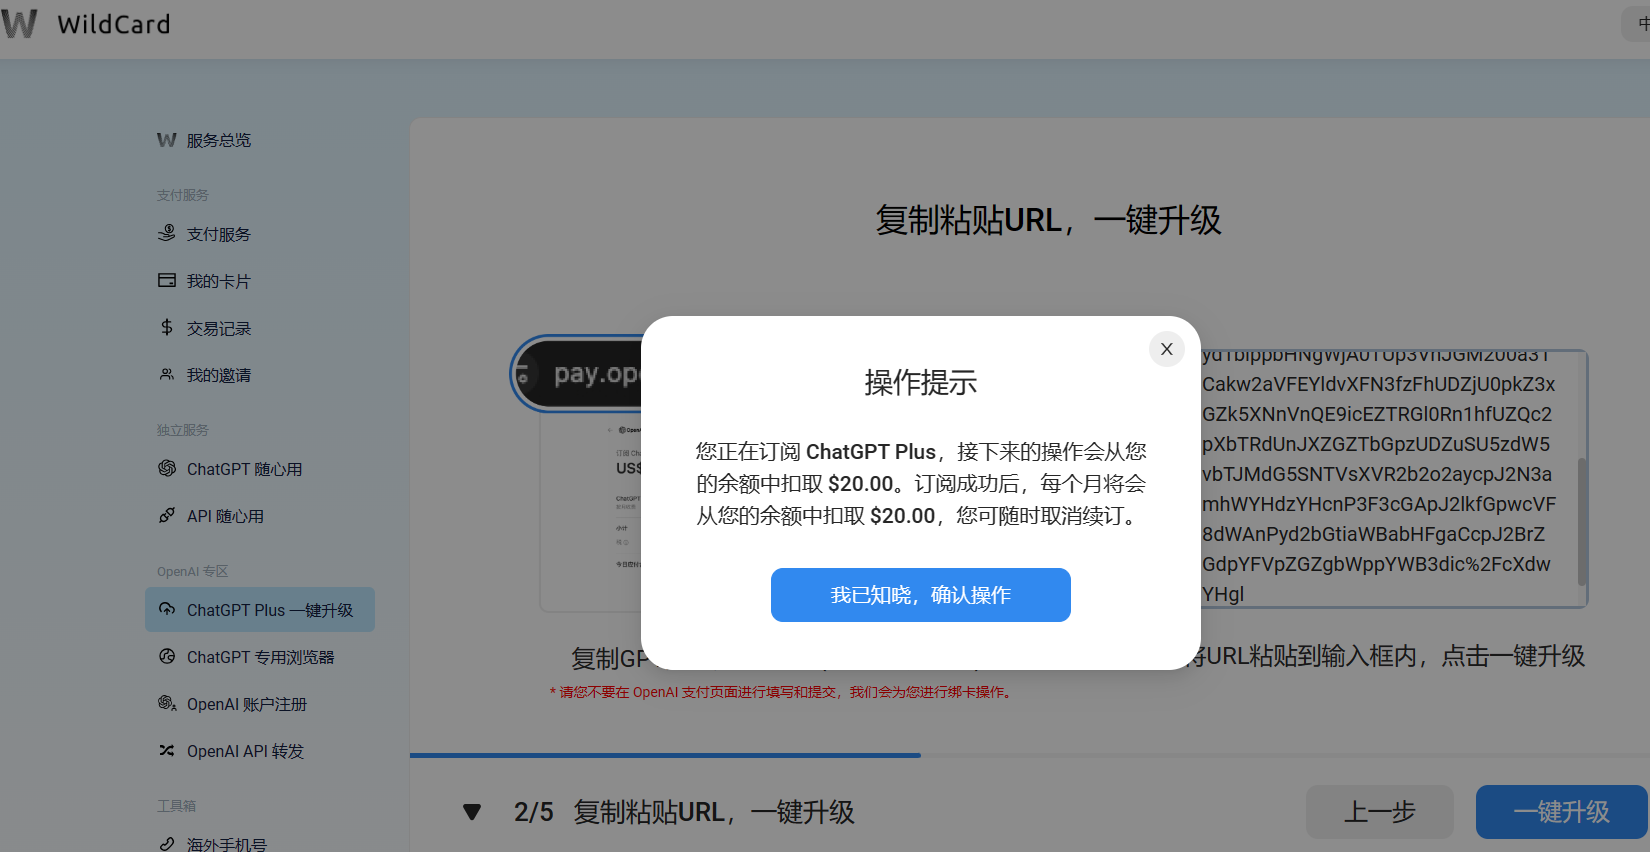 WildCard
中
服务总览
支付服务
支付服务
我的卡片
交易记录
我的邀请
独立服务
ChatGPT 随心用
API 随心用
OpenAI 专区
ChatGPT Plus 一键升级
ChatGPT 专用浏览器
OpenAI 账户注册
OpenAI API 转发
工具箱
海外手机号
复制粘贴URL，一键升级
pay.ope
US$
操作提示
X
您正在订阅 ChatGPT Plus，接下来的操作会从您
的余额中扣取 $20.00。订阅成功后，每个月将会
从您的余额中扣取 $20.00，您可随时取消续订。
我已知晓，确认操作
Cakw2aVFEYldvXFN3fzFhUDZjU0pkZ3x
GZk5XNnVnQE9icEZTRGl0Rn1hfUZQc2
pXbTRdUnJXZGZTbGpzUDZuSU5zdW5
vbTJMdG5SNTVsXVR2b2o2aycpJ2N3a
mhWYHdzYHcnP3F3cGApJ2lkfGpwcVF
8dWAnPyd2bGtiaWBabHFgaCcpJ2BrZ
GdpYFVpZGZgbWppYWB3dic%2FcXdw
YHgl
复制GP
将URL粘贴到输入框内，点击一键升级
* 请您不要在 OpenAI 支付页面进行填写和提交，我们会为您进行绑卡操作。
2/5 复制粘贴URL，一键升级
上一步
一键升级